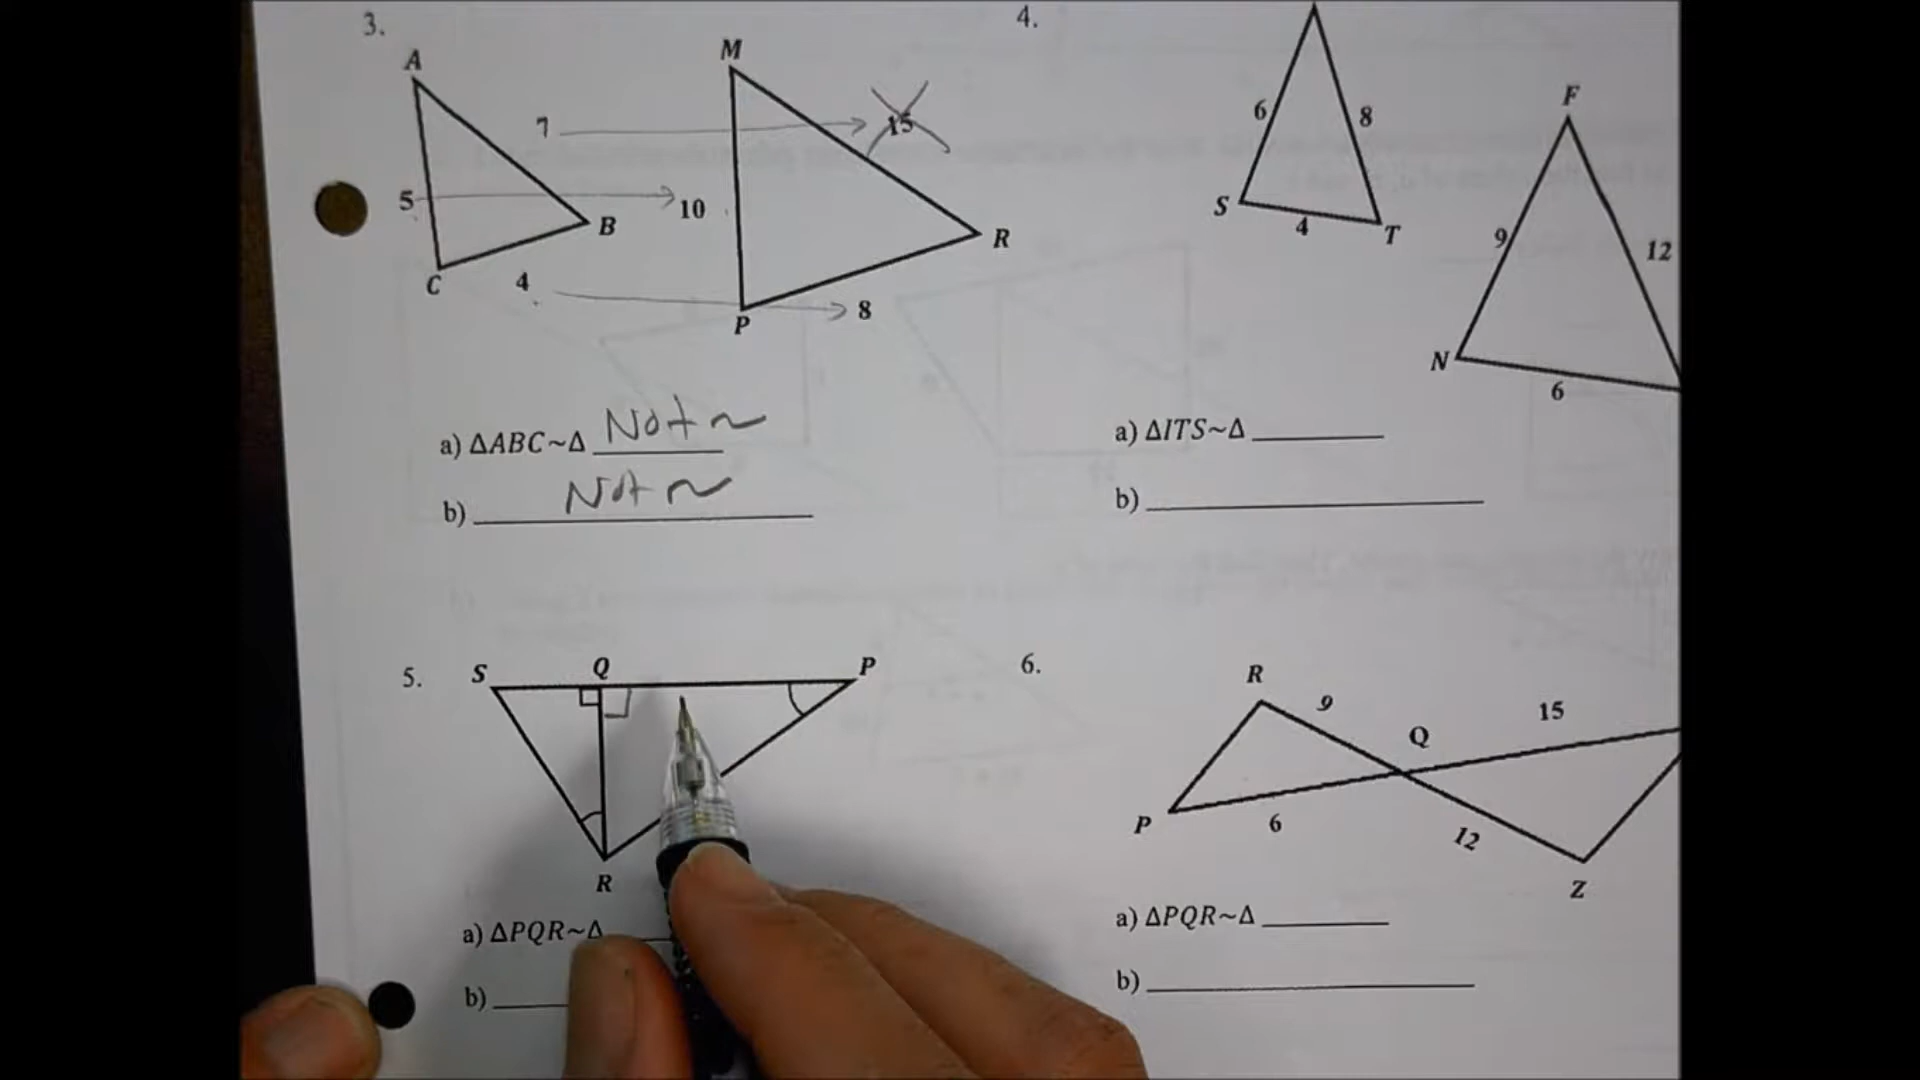 3.
A
M
7
15
5
10
B
R
C
4
P
8
a) ΔABC~Δ Not ~
b) Not ~
4.
6
8
F
S
4
T
9
12
N
6
a) ΔITS~Δ
b)
5.
S
Q
P
R
a) ΔPQR~Δ
b)
6.
R
9
15
Q
P
6
12
Z
a) ΔPQR~Δ
b)